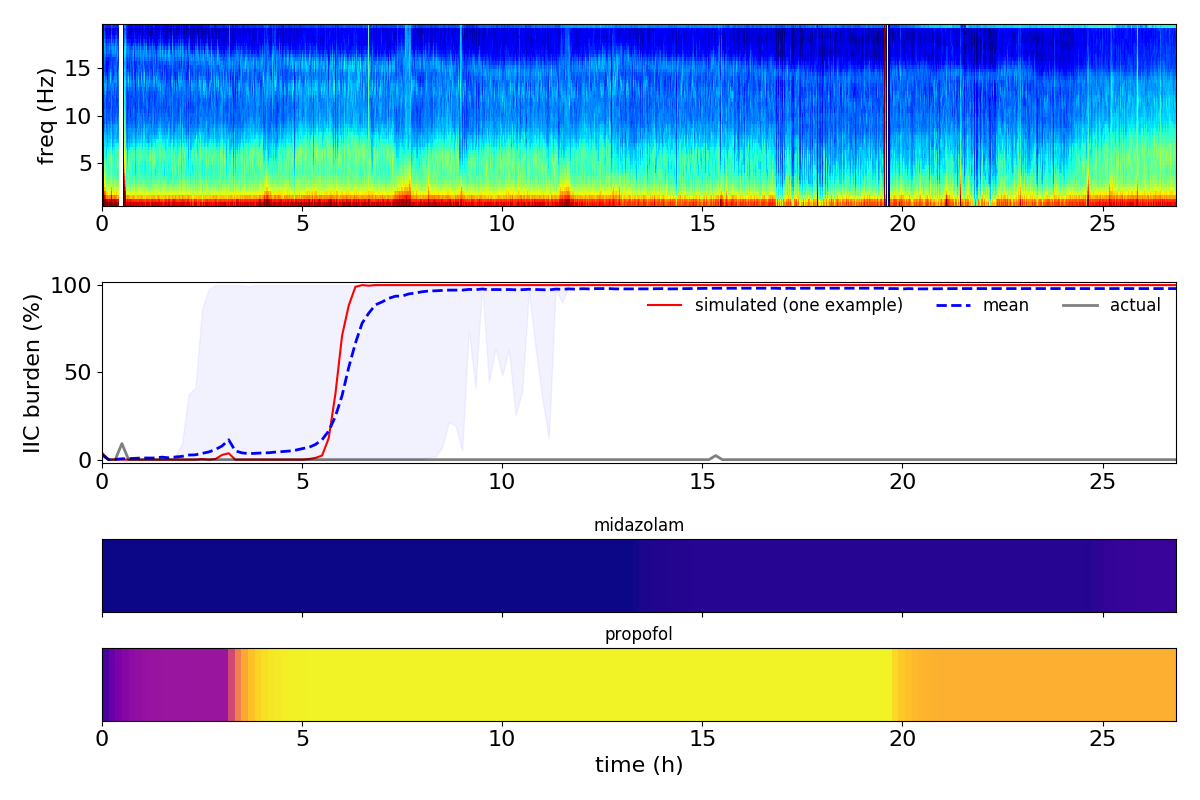 freq (Hz)
15
10
5
0 5 10 15 20 25
IIC burden (%)
100
50
0
simulated (one example) mean actual
0 5 10 15 20 25
midazolam
propofol
0 5 10 15 20 25
time (h)